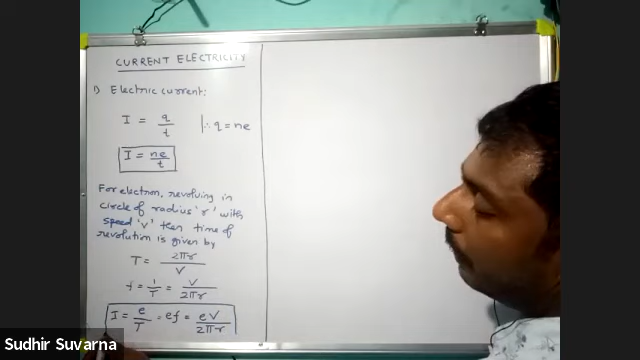 CURRENT ELECTRICITY
1) Electric current:
I = q/t |∴ q = ne
I = ne/t
For electron, revolving in
circle of radius 'r' with
speed 'v' then time of
revolution is given by
T = 2πr/V
f = 1/T = V/2πr
I = e/T = ef = eV/2πr
Sudhir Suvarna